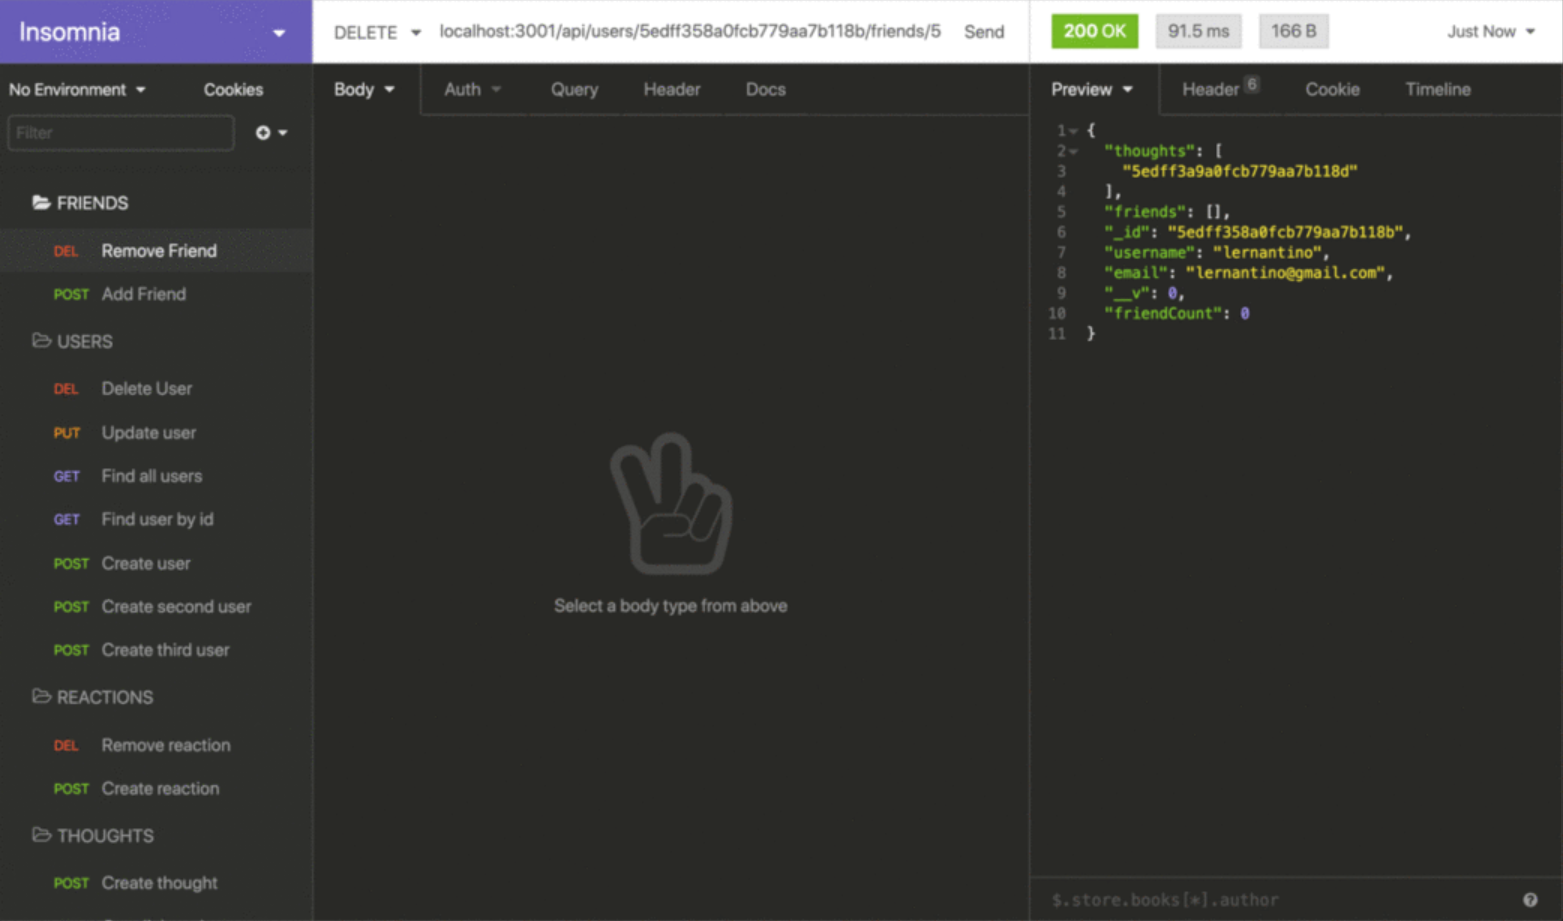 Insomnia
DELETE localhost:3001/api/users/5edff358a0fcb779aa7b118b/friends/5 Send
200 OK 91.5 ms 166 B Just Now
No Environment Cookies
Filter
FRIENDS
DEL Remove Friend
POST Add Friend
USERS
DEL Delete User
PUT Update user
GET Find all users
GET Find user by id
POST Create user
POST Create second user
POST Create third user
REACTIONS
DEL Remove reaction
POST Create reaction
THOUGHTS
POST Create thought
Body Auth Query Header Docs
Select a body type from above
Preview Header 6 Cookie Timeline
1 {
2 "thoughts": [
3 "5edff3a9a0fcb779aa7b118d"
4 ],
5 "friends": [],
6 "_id": "5edff358a0fcb779aa7b118b",
7 "username": "lernantino",
8 "email": "lernantino@gmail.com",
9 "__v": 0,
10 "friendCount": 0
11 }
$.store.books[*].author